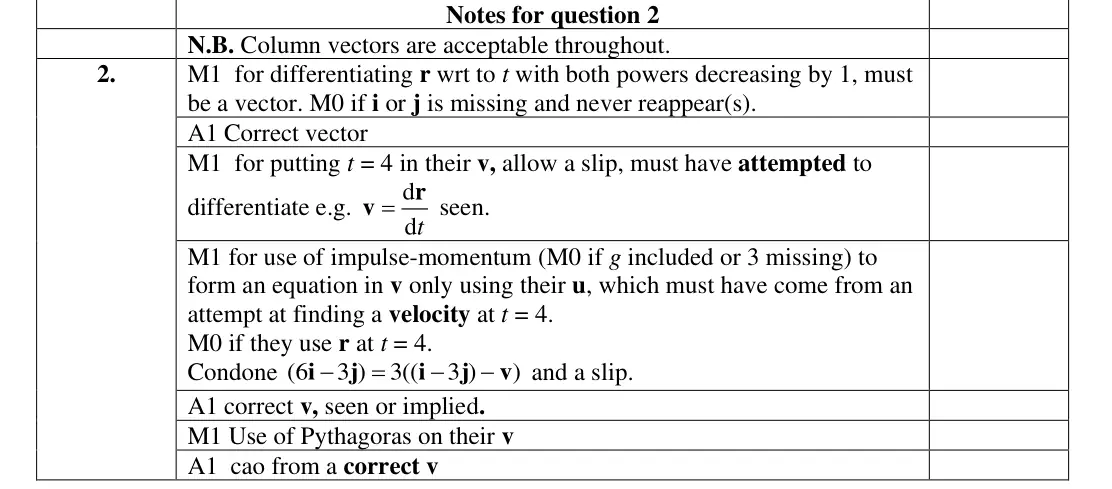 Notes for question 2
N.B. Column vectors are acceptable throughout.
2.
M1 for differentiating r wrt to t with both powers decreasing by 1, must
be a vector. M0 if i or j is missing and never reappear(s).
A1 Correct vector
M1 for putting t = 4 in their v, allow a slip, must have attempted to
differentiate e.g. v = dr/dt seen.
M1 for use of impulse-momentum (M0 if g included or 3 missing) to
form an equation in v only using their u, which must have come from an
attempt at finding a velocity at t = 4.
M0 if they use r at t = 4.
Condone (6i − 3j) = 3((i − 3j) − v) and a slip.
A1 correct v, seen or implied.
M1 Use of Pythagoras on their v
A1 cao from a correct v